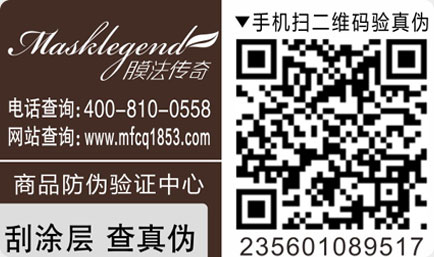 Masklegend
膜法传奇
电话查询:400-810-0558
网站查询:www.mfcq1853.com
商品防伪验证中心
刮涂层 查真伪
▼手机扫二维码验真伪
235601089517